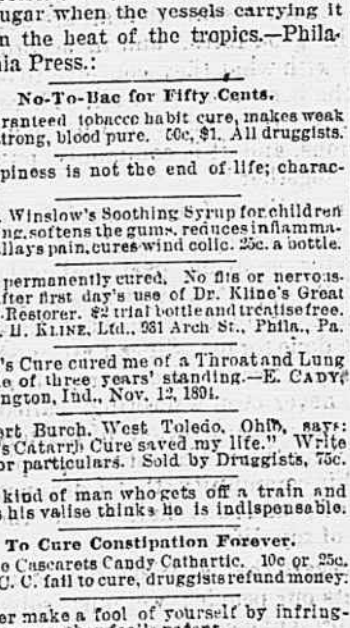 ugar when the vessels carrying it
n the heat of the tropics.—Phila-
ia Press.:
No-To-Bac for Fifty Cents.
ranteed tobacco habit cure, makes weak
trong, blood pure. 50c, $1. All druggists.
piness is not the end of life; charac-
. Winslow's Soothing Syrup for children
ng, softens the gums, reduces inflamma-
llays pain, cures wind colic. 25c. a bottle.
permanently cured. No fits or nervous-
fter first day's use of Dr. Kline's Great
Restorer. $2 trial bottle and treatise free.
. H. KLINE, Ltd., 931 Arch St., Phila., Pa.
's Cure cured me of a Throat and Lung
e of three years' standing.—E. CADY,
ngton, Ind., Nov. 12, 1894.
ert Burch, West Toledo, Ohio, says:
's Catarrh Cure saved my life." Write
or particulars. Sold by Druggists, 75c.
kind of man who gets off a train and
his valise thinks he is indispensable.
To Cure Constipation Forever.
e Cascarets Candy Cathartic. 10c or 25c.
C. C. fail to cure, druggists refund money.
er make a fool of yourself by infring-